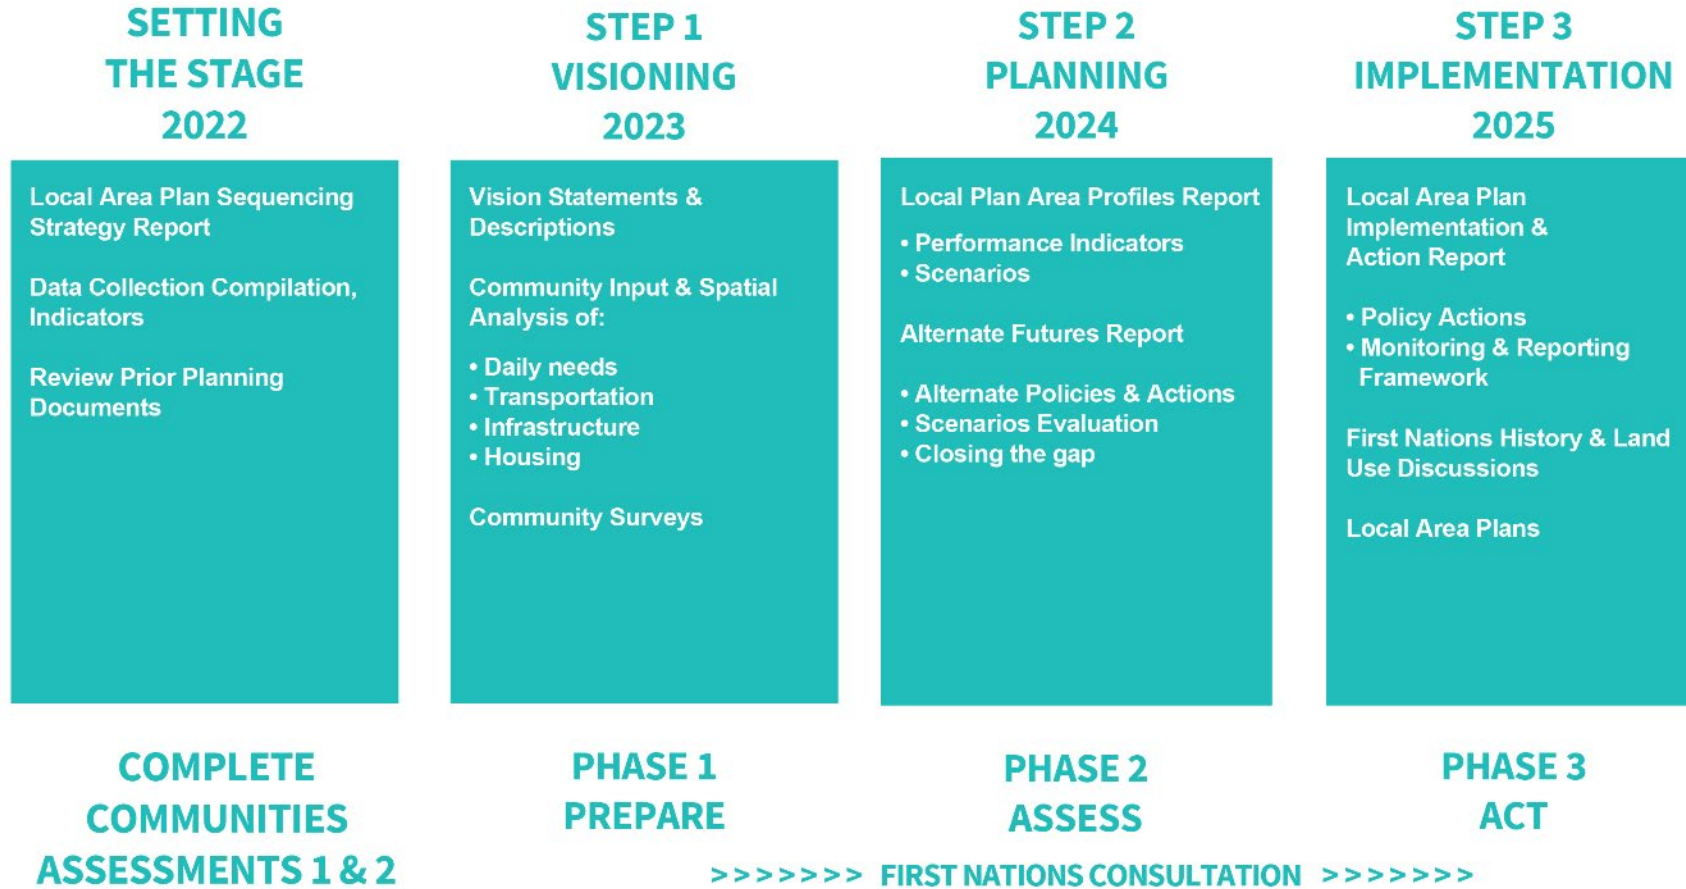 SETTING
THE STAGE
2022
Local Area Plan Sequencing
Strategy Report
Data Collection Compilation,
Indicators
Review Prior Planning
Documents
COMPLETE
COMMUNITIES
ASSESSMENTS 1 & 2
STEP 1
VISIONING
2023
Vision Statements &
Descriptions
Community Input & Spatial
Analysis of:
• Daily needs
• Transportation
• Infrastructure
• Housing
Community Surveys
PHASE 1
PREPARE
STEP 2
PLANNING
2024
Local Plan Area Profiles Report
• Performance Indicators
• Scenarios
Alternate Futures Report
• Alternate Policies & Actions
• Scenarios Evaluation
• Closing the gap
PHASE 2
ASSESS
STEP 3
IMPLEMENTATION
2025
Local Area Plan
Implementation &
Action Report
• Policy Actions
• Monitoring & Reporting
Framework
First Nations History & Land
Use Discussions
Local Area Plans
PHASE 3
ACT
> > > > > > > FIRST NATIONS CONSULTATION > > > > > > >